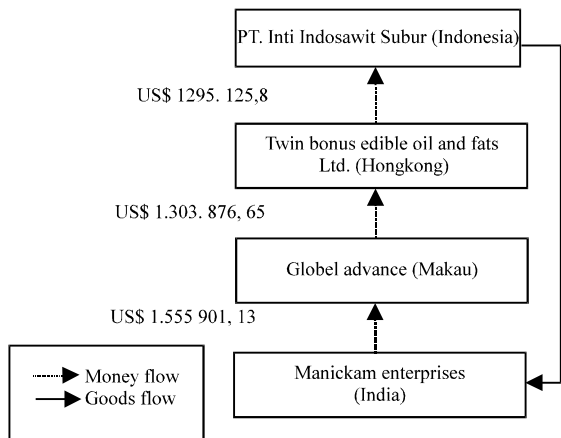 PT. Inti Indosawit Subur (Indonesia)
US$ 1295. 125,8
Twin bonus edible oil and fats
Ltd. (Hongkong)
US$ 1.303. 876, 65
Globel advance (Makau)
US$ 1.555 901, 13
Manickam enterprises
(India)
Money flow
Goods flow